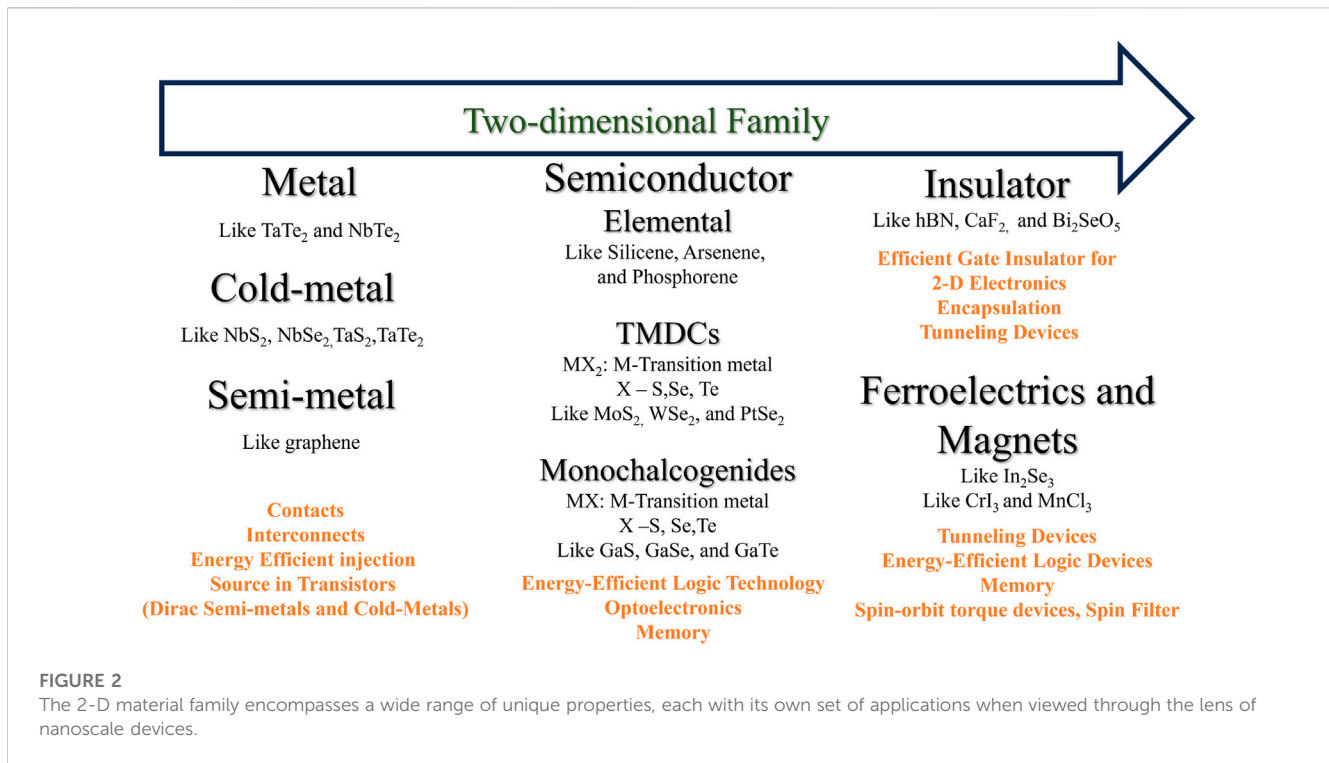 Two-dimensional Family
Metal
Like TaTe₂ and NbTe₂
Cold-metal
Like NbS₂, NbSe₂,TaS₂,TaTe₂
Semi-metal
Like graphene
Contacts
Interconnects
Energy Efficient injection
Source in Transistors
(Dirac Semi-metals and Cold-Metals)
Semiconductor
Elemental
Like Silicene, Arsenene,
and Phosphorene
TMDCs
MX₂: M-Transition metal
X – S,Se, Te
Like MoS₂, WSe₂, and PtSe₂
Monochalcogenides
MX: M-Transition metal
X –S, Se,Te
Like GaS, GaSe, and GaTe
Energy-Efficient Logic Technology
Optoelectronics
Memory
Insulator
Like hBN, CaF₂, and Bi₂SeO₅
Efficient Gate Insulator for
2-D Electronics
Encapsulation
Tunneling Devices
Ferroelectrics and
Magnets
Like In₂Se₃
Like CrI₃ and MnCl₃
Tunneling Devices
Energy-Efficient Logic Devices
Memory
Spin-orbit torque devices, Spin Filter
FIGURE 2
The 2-D material family encompasses a wide range of unique properties, each with its own set of applications when viewed through the lens of
nanoscale devices.